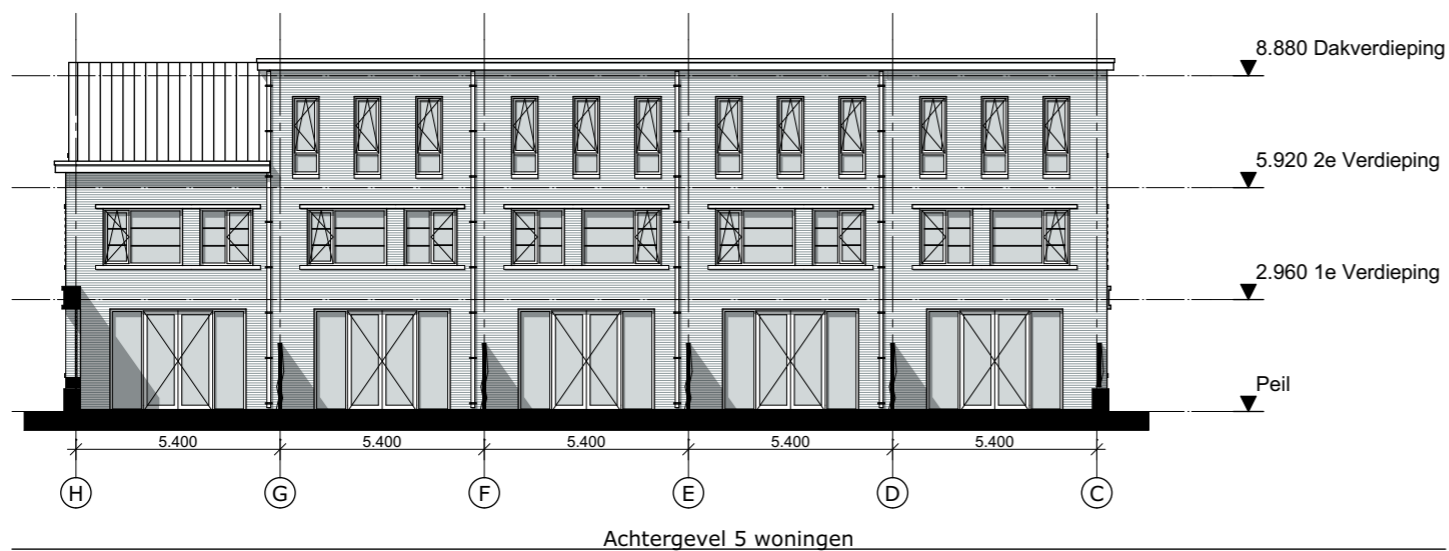 8.880 Dakverdieping
5.920 2e Verdieping
2.960 1e Verdieping
Peil
5.400 5.400 5.400 5.400 5.400
H G F E D C
Achtergevel 5 woningen